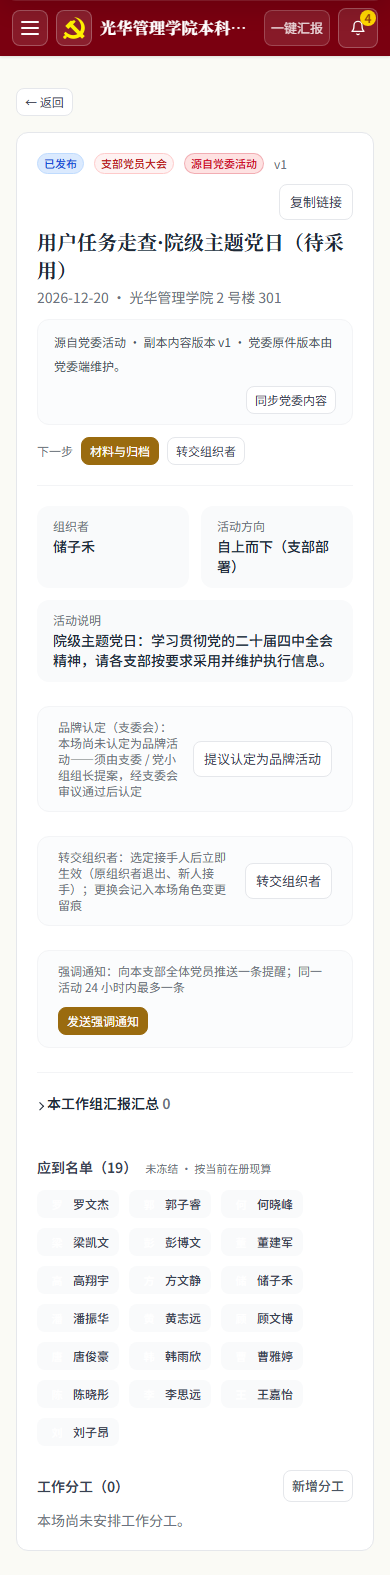 光华管理学院本科…
一键汇报
4
← 返回
已发布 支部党员大会 源自党委活动 v1
复制链接
用户任务走查·院级主题党日（待采
用）
2026-12-20 · 光华管理学院 2 号楼 301
源自党委活动 · 副本内容版本 v1 · 党委原件版本由
党委端维护。
同步党委内容
下一步 材料与归档 转交组织者
组织者
储子禾
活动方向
自上而下（支部部
署）
活动说明
院级主题党日：学习贯彻党的二十届四中全会
精神，请各支部按要求采用并维护执行信息。
品牌认定（支委会）：
本场尚未认定为品牌活
动——须由支委 / 党小
组组长提案，经支委会
审议通过后认定
提议认定为品牌活动
转交组织者：选定接手人后立即
生效（原组织者退出、新人接
手）；更换会记入本场角色变更
留痕
转交组织者
强调通知：向本支部全体党员推送一条提醒；同一
活动 24 小时内最多一条
发送强调通知
本工作组汇报汇总 0
应到名单（19） 未冻结 · 按当前在册现算
罗文杰 郭子睿 何晓峰
梁凯文 彭博文 董建军
高翔宇 方文静 储子禾
潘振华 黄志远 顾文博
唐俊豪 韩雨欣 曹雅婷
陈晓彤 李思远 王嘉怡
刘子昂
工作分工（0） 新增分工
本场尚未安排工作分工。